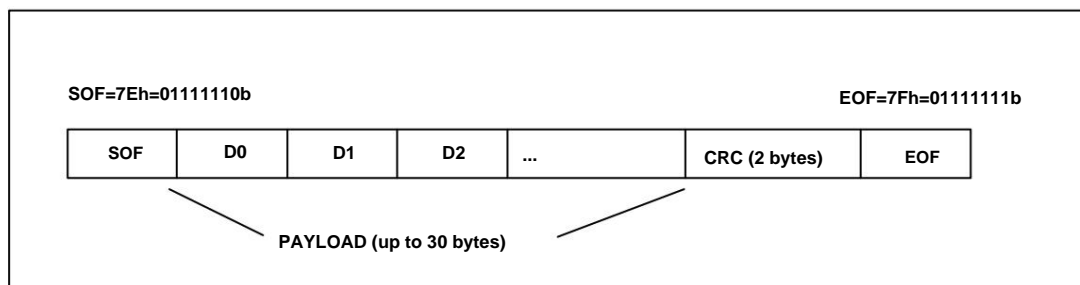 SOF=7Eh=01111110b
EOF=7Fh=01111111b
SOF D0 D1 D2 ... CRC (2 bytes) EOF
PAYLOAD (up to 30 bytes)